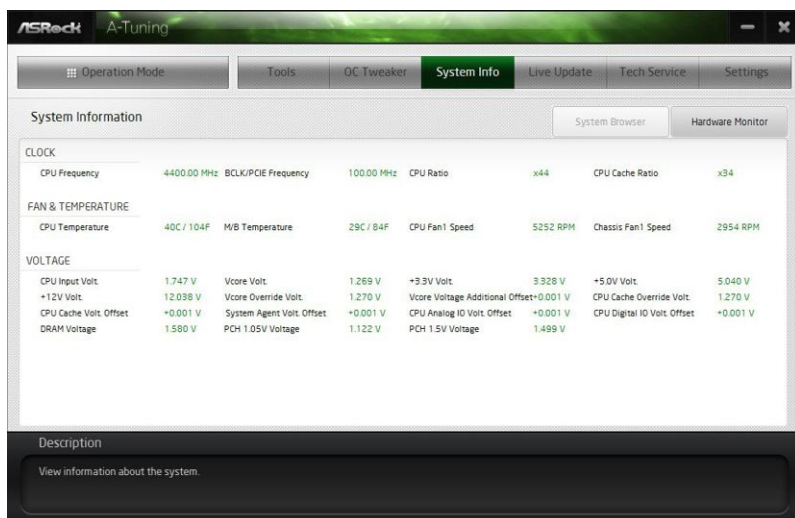 ASRock A-Tuning
Operation Mode Tools OC Tweaker System Info Live Update Tech Service Settings
System Information System Browser Hardware Monitor
CLOCK
CPU Frequency 4400.00 MHz BCLK/PCIE Frequency 100.00 MHz CPU Ratio x44 CPU Cache Ratio x34
FAN & TEMPERATURE
CPU Temperature 40C / 104F M/B Temperature 29C / 84F CPU Fan1 Speed 5252 RPM Chassis Fan1 Speed 2954 RPM
VOLTAGE
CPU Input Volt. 1.747 V Vcore Volt. 1.269 V +3.3V Volt. 3.328 V +5.0V Volt. 5.040 V
+12V Volt. 12.038 V Vcore Override Volt. 1.270 V Vcore Voltage Additional Offset +0.001 V CPU Cache Override Volt. 1.270 V
CPU Cache Volt. Offset +0.001 V System Agent Volt. Offset +0.001 V CPU Analog IO Volt. Offset +0.001 V CPU Digital IO Volt. Offset +0.001 V
DRAM Voltage 1.580 V PCH 1.05V Voltage 1.122 V PCH 1.5V Voltage 1.499 V
Description
View information about the system.